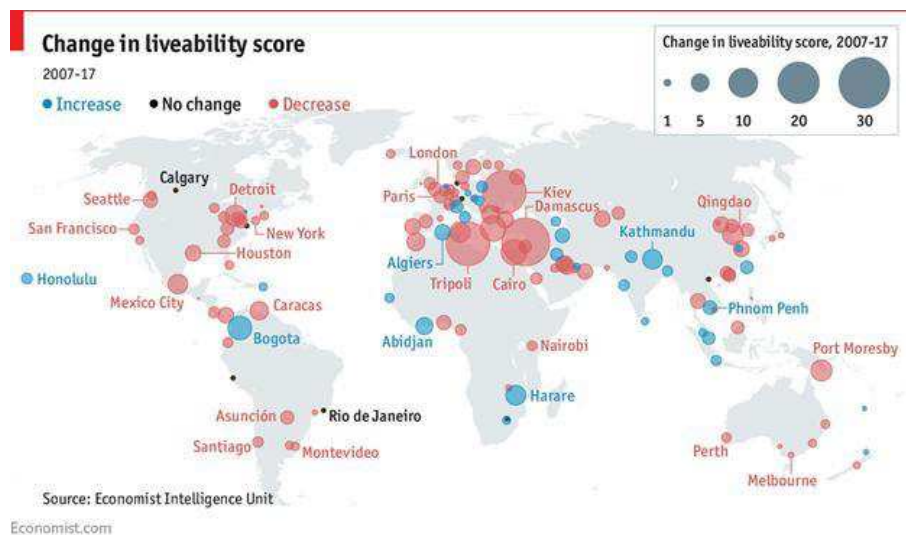 Change in liveability score
2007-17
Increase
No change
Decrease
Change in liveability score, 2007-17
1 5 10 20 30
London
Calgary
Detroit
Kiev
Seattle
Paris
Damascus
Qingdao
San Francisco
New York
Kathmandu
Houston
Algiers
Honolulu
Tripoli
Cairo
Mexico City
Caracas
Phnom Penh
Bogota
Abidjan
Nairobi
Port Moresby
Harare
Asunción
Rio de Janeiro
Santiago
Montevideo
Perth
Melbourne
Source: Economist Intelligence Unit
Economist.com